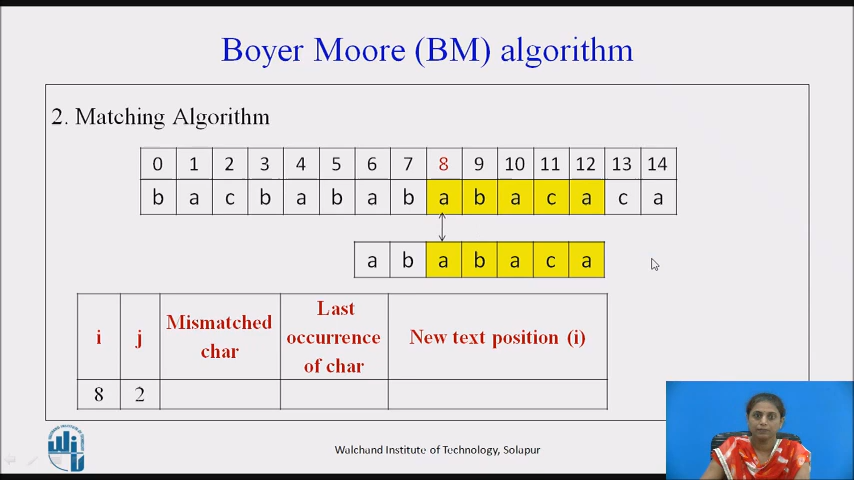 Boyer Moore (BM) algorithm
2. Matching Algorithm
0 1 2 3 4 5 6 7 8 9 10 11 12 13 14
b a c b a b a b a b a c a c a
a b a b a c a
i j Mismatched char Last occurrence of char New text position (i)
8 2
Walchand Institute of Technology, Solapur